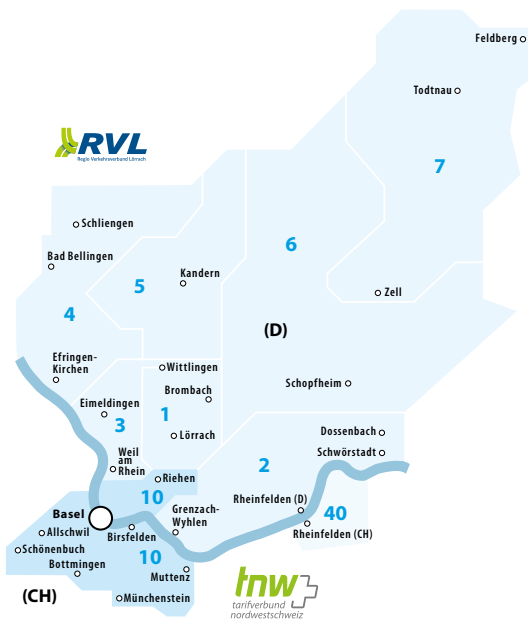 Feldberg
Todtnau
RVL
Regio Verkehrsverbund Lörrach
7
Schliengen
6
Bad Bellingen
Kandern
5
Zell
4
(D)
Efringen-
Kirchen
Wittlingen
Schopfheim
Brombach
Eimeldingen
1
3
Lörrach
Dossenbach
Weil
am
Rhein
Schwörstadt
2
Riehen
10
Rheinfelden (D)
Basel
Grenzach-
Wyhlen
40
Allschwil
Birsfelden
Rheinfelden (CH)
Schönenbuch
10
Bottmingen
Muttenz
(CH)
Münchenstein
tnw
tarifverbund
nordwestschweiz